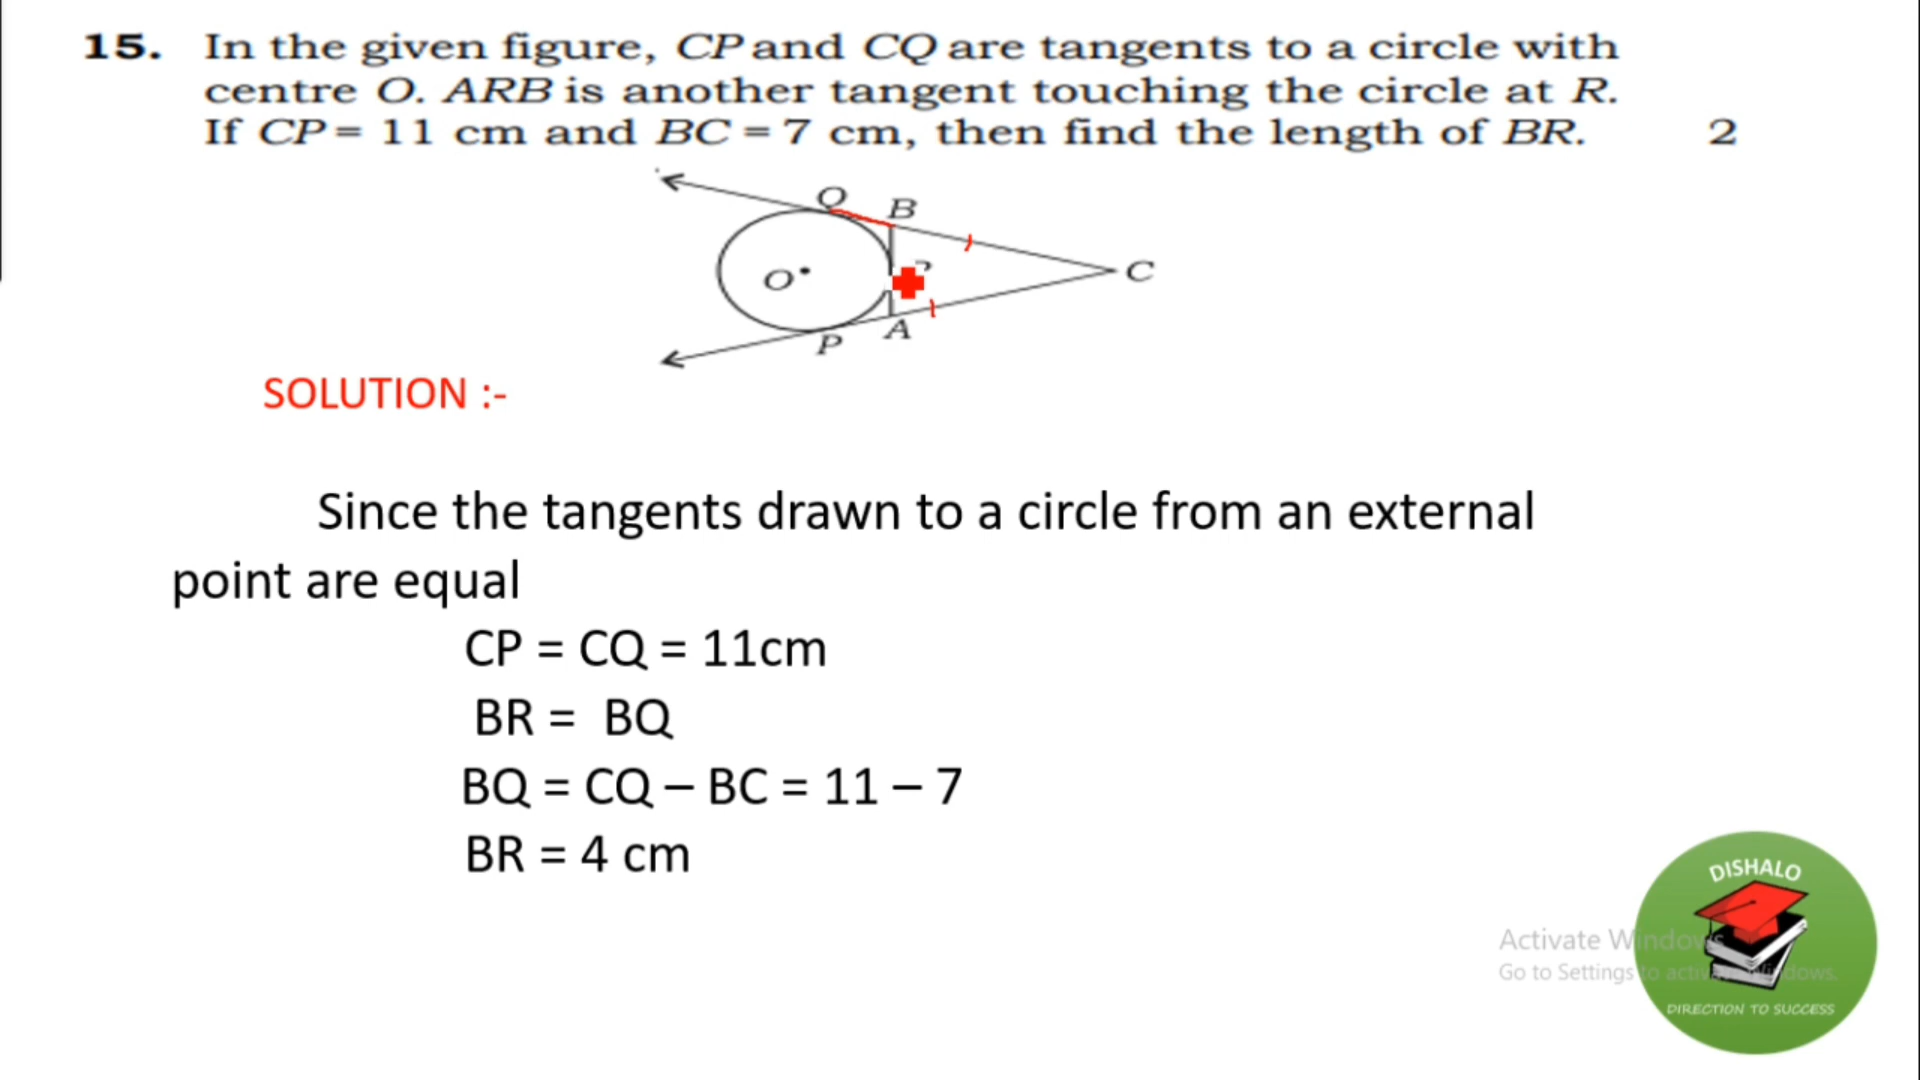 15. In the given figure, CP and CQ are tangents to a circle with
centre O. ARB is another tangent touching the circle at R.
If CP = 11 cm and BC = 7 cm, then find the length of BR. 2
Q
B
O
C
A
P
SOLUTION :-
Since the tangents drawn to a circle from an external
point are equal
CP = CQ = 11cm
BR = BQ
BQ = CQ – BC = 11 – 7
BR = 4 cm
DISHALO
Activate Windows
Go to Settings to activate Windows.
DIRECTION TO SUCCESS